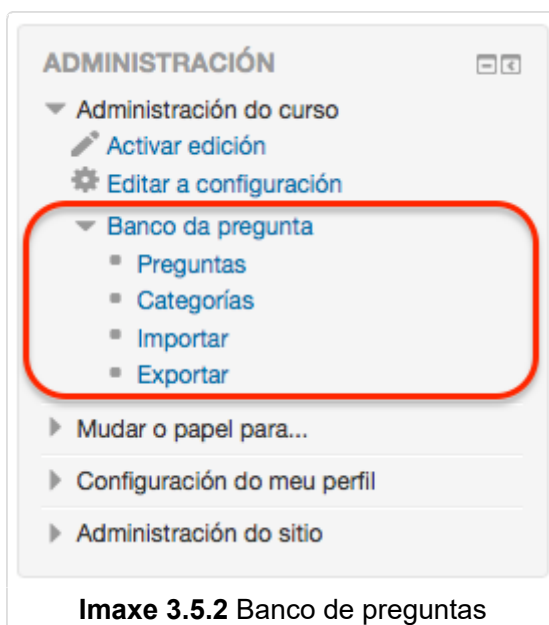 ADMINISTRACIÓN
Administración do curso
Activar edición
Editar a configuración
Banco da pregunta
Preguntas
Categorías
Importar
Exportar
Mudar o papel para...
Configuración do meu perfil
Administración do sitio
Imaxe 3.5.2 Banco de preguntas